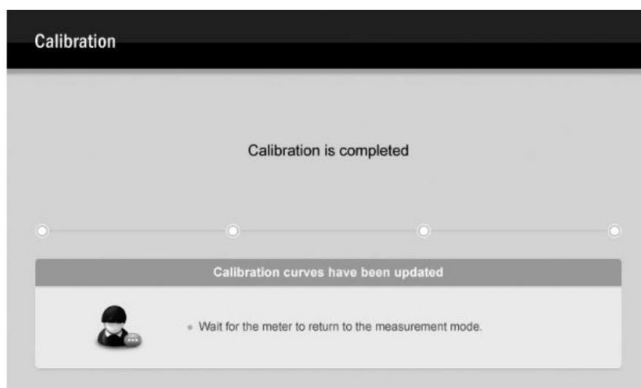 Calibration
Calibration is completed
Calibration curves have been updated
Wait for the meter to return to the measurement mode.